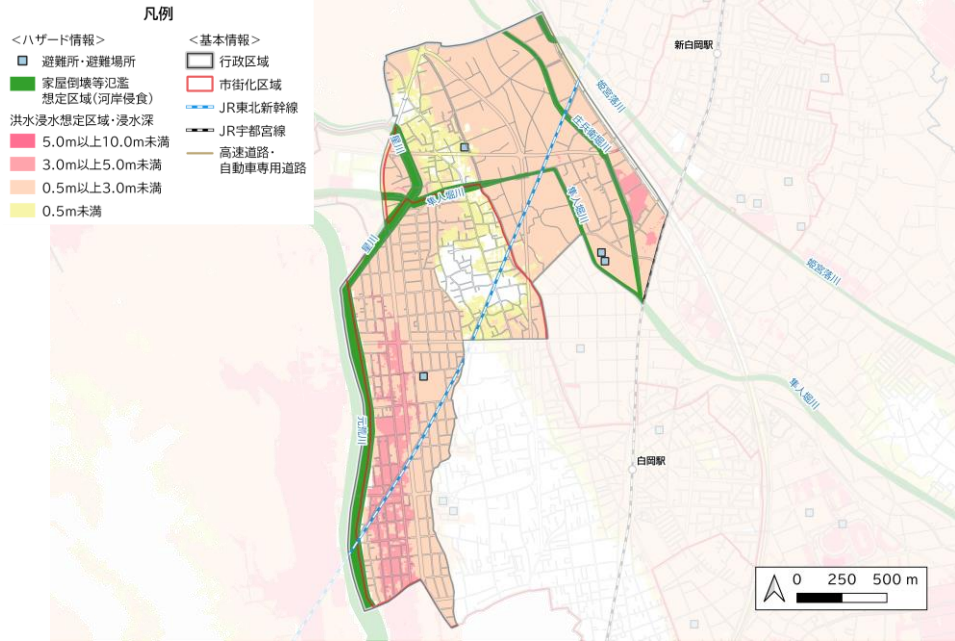 凡例
＜ハザード情報＞
避難所・避難場所
家屋倒壊等氾濫
想定区域(河岸侵食)
洪水浸水想定区域・浸水深
5.0m以上10.0m未満
3.0m以上5.0m未満
0.5m以上3.0m未満
0.5m未満
＜基本情報＞
行政区域
市街化区域
JR東北新幹線
JR宇都宮線
高速道路・
自動車専用道路
新白岡駅
姫宮落川
庄兵衛堀川
星川
隼人堀川
隼人堀川
星川
姫宮落川
隼人堀川
元荒川
白岡駅
0 250 500 m